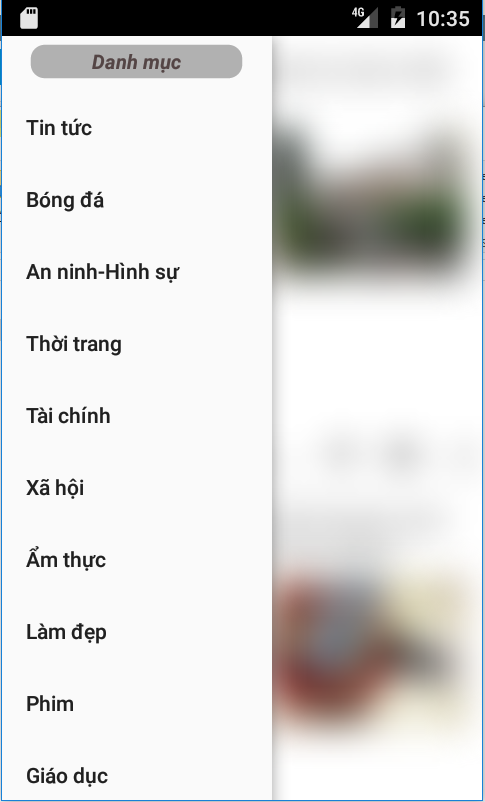 4G 10:35
Danh mục
Tin tức
Bóng đá
An ninh-Hình sự
Thời trang
Tài chính
Xã hội
Ẩm thực
Làm đẹp
Phim
Giáo dục